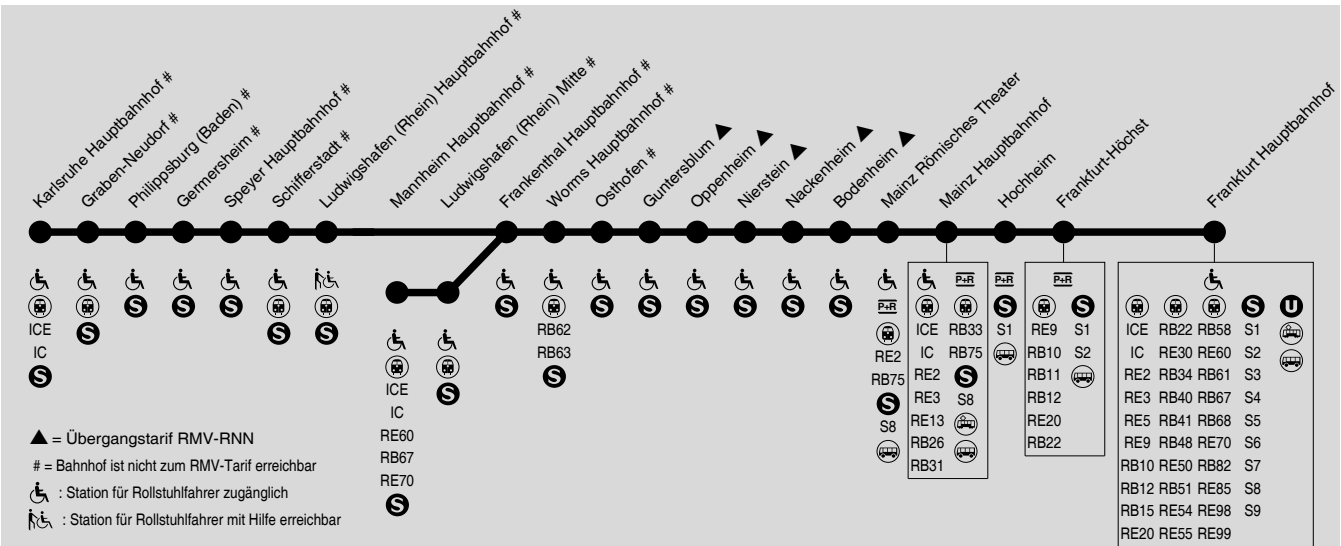 Karlsruhe Hauptbahnhof #
Graben-Neudorf #
Philippsburg (Baden) #
Germersheim #
Speyer Hauptbahnhof #
Schifferstadt #
Ludwigshafen (Rhein) Hauptbahnhof #
Mannheim Hauptbahnhof #
Ludwigshafen (Rhein) Mitte #
Frankenthal Hauptbahnhof #
Worms Hauptbahnhof #
Osthofen #
Guntersblum ▲
Oppenheim ▲
Nierstein ▲
Nackenheim ▲
Bodenheim ▲
Mainz Römisches Theater
Mainz Hauptbahnhof
Hochheim
Frankfurt-Höchst
Frankfurt Hauptbahnhof
ICE
IC
S
S
S
S
S
S
S
ICE
IC
RE60
RB67
RE70
S
S
S
RB62
RB63
S
S
S
S
S
S
S
P+R
RE2
RB75
S
S8
ICE
IC
RE2
RE3
RE13
RB26
RB31
P+R
RB33
RB75
S
S8
P+R
S
S1
P+R
RE9
RB10
RB11
RB12
RE20
RB22
S
S1
S2
ICE RB22 RB58 S1
IC RE30 RE60 S2
RE2 RB34 RB61 S3
RE3 RB40 RB67 S4
RE5 RB41 RB68 S5
RE9 RB48 RE70 S6
RB10 RE50 RB82 S7
RB12 RB51 RE85 S8
RB15 RE54 RE98 S9
RE20 RE55 RE99
S
U
▲ = Übergangstarif RMV-RNN
# = Bahnhof ist nicht zum RMV-Tarif erreichbar
: Station für Rollstuhlfahrer zugänglich
: Station für Rollstuhlfahrer mit Hilfe erreichbar